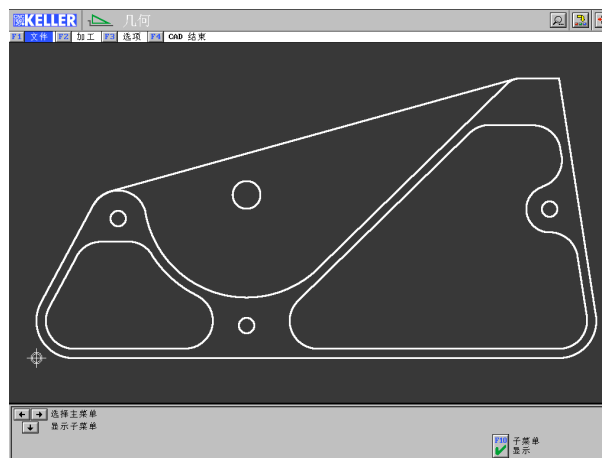 KELLER 几何
F1 文件 F2 加工 F3 选项 F4 CAD 结束
选择主菜单
显示子菜单
F10 子菜单
显示